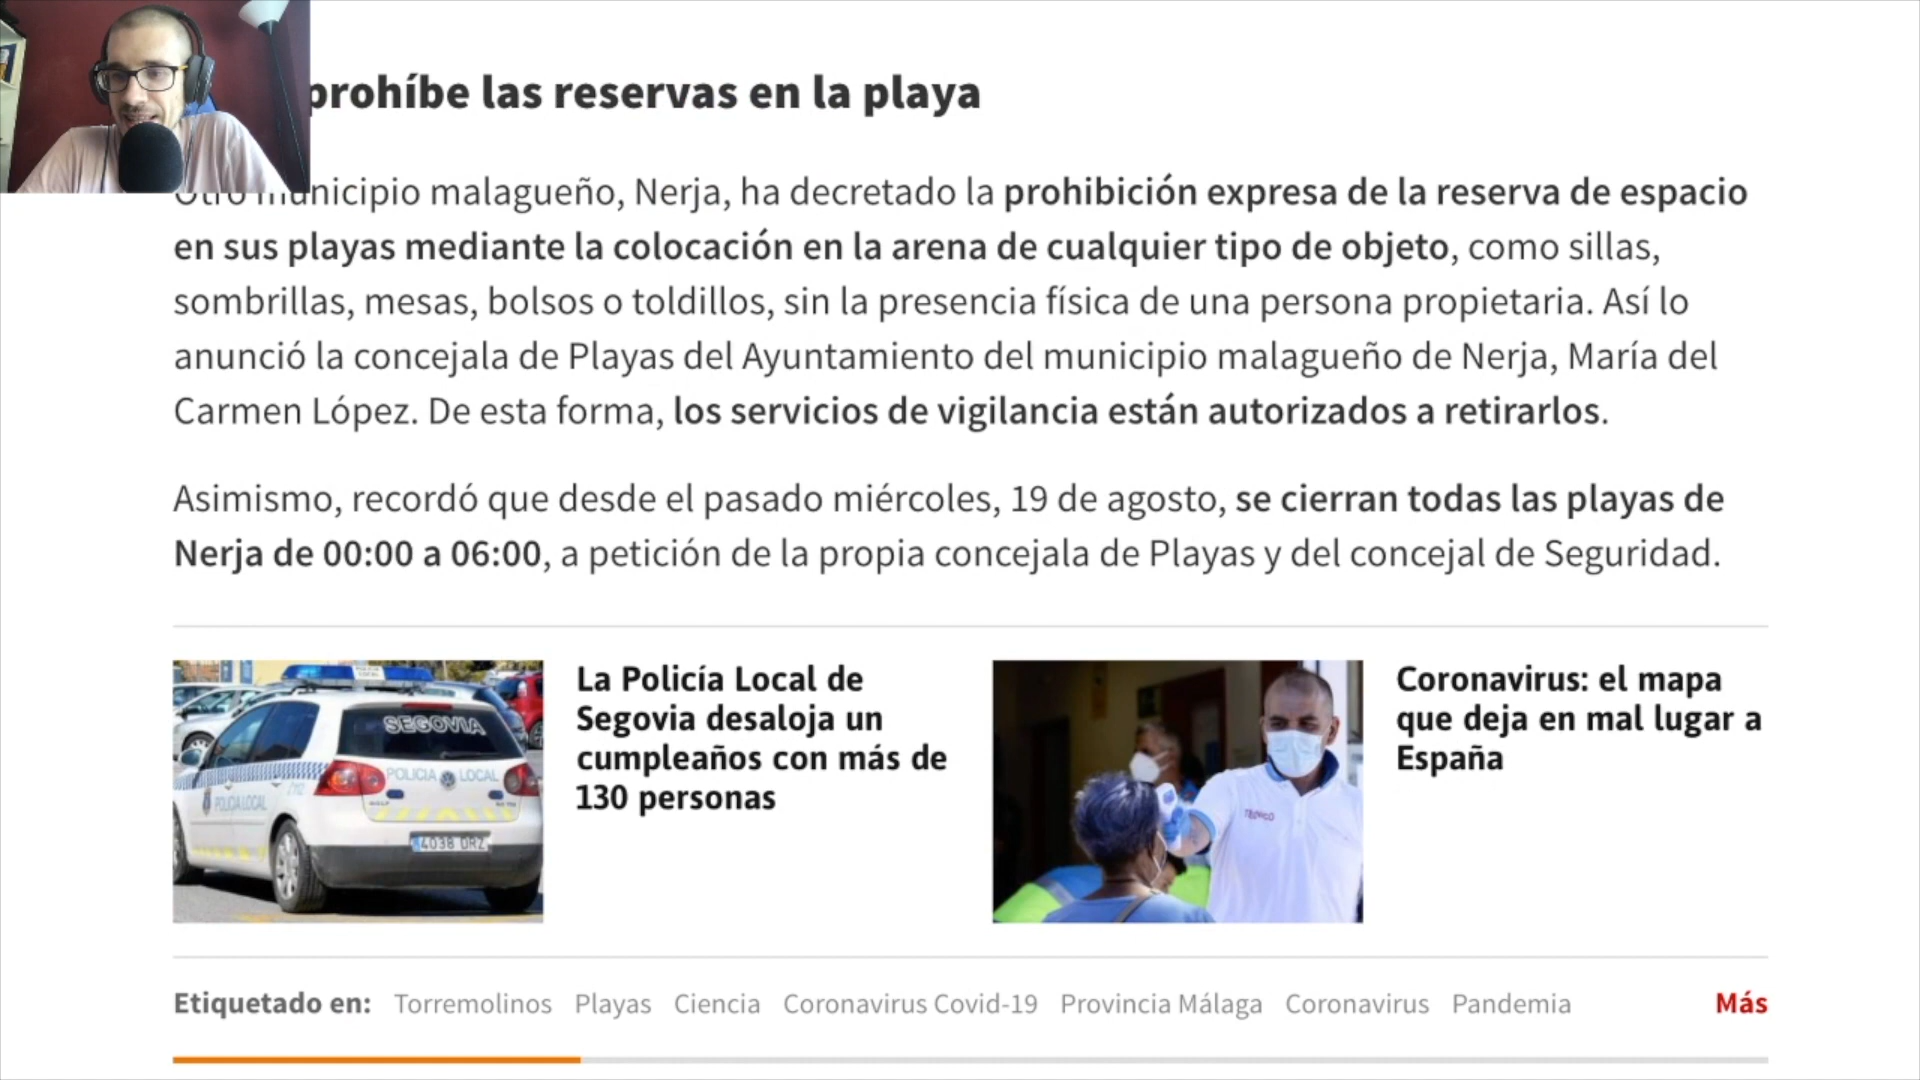 prohíbe las reservas en la playa
Otro municipio malagueño, Nerja, ha decretado la prohibición expresa de la reserva de espacio
en sus playas mediante la colocación en la arena de cualquier tipo de objeto, como sillas,
sombrillas, mesas, bolsos o toldillos, sin la presencia física de una persona propietaria. Así lo
anunció la concejala de Playas del Ayuntamiento del municipio malagueño de Nerja, María del
Carmen López. De esta forma, los servicios de vigilancia están autorizados a retirarlos.
Asimismo, recordó que desde el pasado miércoles, 19 de agosto, se cierran todas las playas de
Nerja de 00:00 a 06:00, a petición de la propia concejala de Playas y del concejal de Seguridad.
SEGOVIA
POLICIA LOCAL
POLICIA LOCAL
4038 DRZ
La Policía Local de
Segovia desaloja un
cumpleaños con más de
130 personas
Coronavirus: el mapa
que deja en mal lugar a
España
Etiquetado en: Torremolinos Playas Ciencia Coronavirus Covid-19 Provincia Málaga Coronavirus Pandemia Más